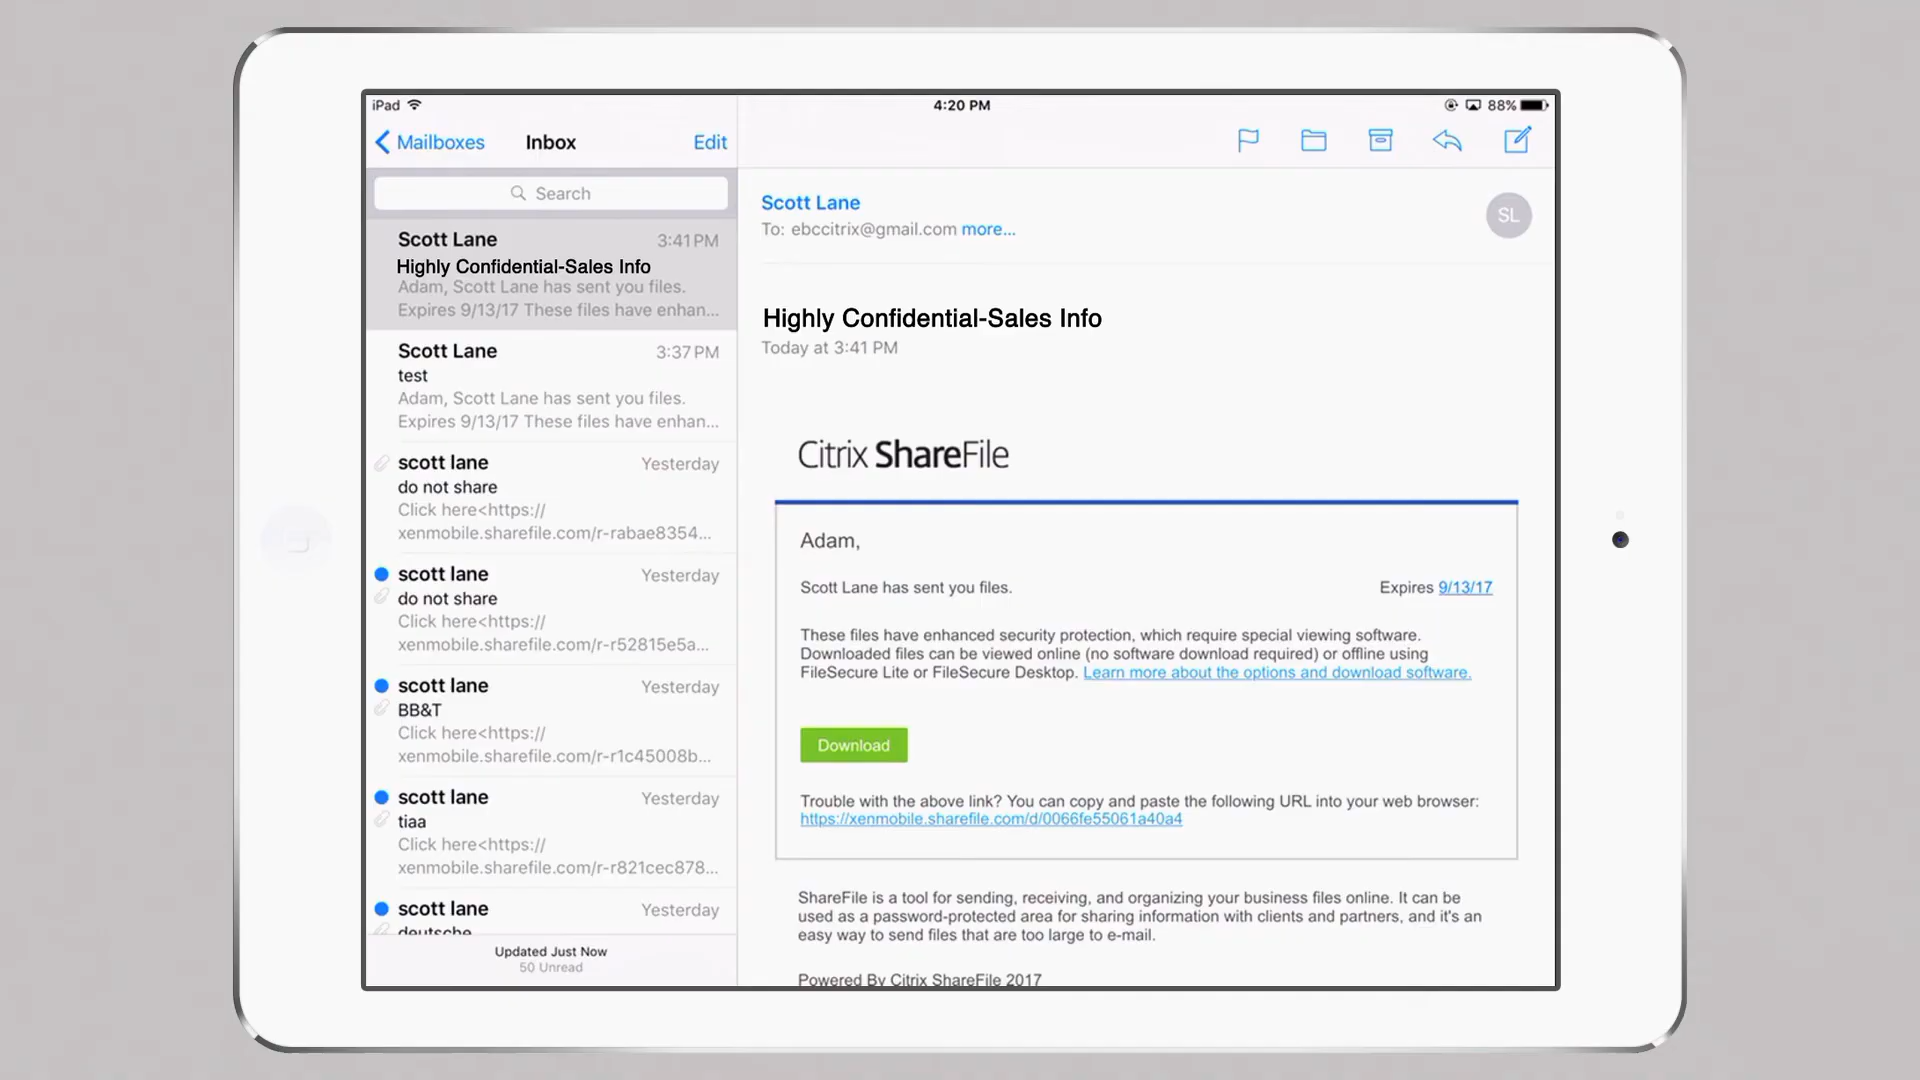 iPad
4:20 PM
88%
Mailboxes
Inbox
Edit
Search
Scott Lane
3:41 PM
Highly Confidential-Sales Info
Adam, Scott Lane has sent you files.
Expires 9/13/17 These files have enhan...
Scott Lane
3:37 PM
test
Adam, Scott Lane has sent you files.
Expires 9/13/17 These files have enhan...
scott lane
Yesterday
do not share
Click here<https://
xenmobile.sharefile.com/r-rabae8354...
scott lane
Yesterday
do not share
Click here<https://
xenmobile.sharefile.com/r-r52815e5a...
scott lane
Yesterday
BB&T
Click here<https://
xenmobile.sharefile.com/r-r1c45008b...
scott lane
Yesterday
tiaa
Click here<https://
xenmobile.sharefile.com/r-r821cec878...
scott lane
Yesterday
deutsche
Updated Just Now
50 Unread
Scott Lane
SL
To: ebccitrix@gmail.com more...
Highly Confidential-Sales Info
Today at 3:41 PM
Citrix ShareFile
Adam,
Scott Lane has sent you files.
Expires 9/13/17
These files have enhanced security protection, which require special viewing software.
Downloaded files can be viewed online (no software download required) or offline using
FileSecure Lite or FileSecure Desktop. Learn more about the options and download software.
Download
Trouble with the above link? You can copy and paste the following URL into your web browser:
https://xenmobile.sharefile.com/d/0066fe55061a40a4
ShareFile is a tool for sending, receiving, and organizing your business files online. It can be
used as a password-protected area for sharing information with clients and partners, and it's an
easy way to send files that are too large to e-mail.
Powered By Citrix ShareFile 2017